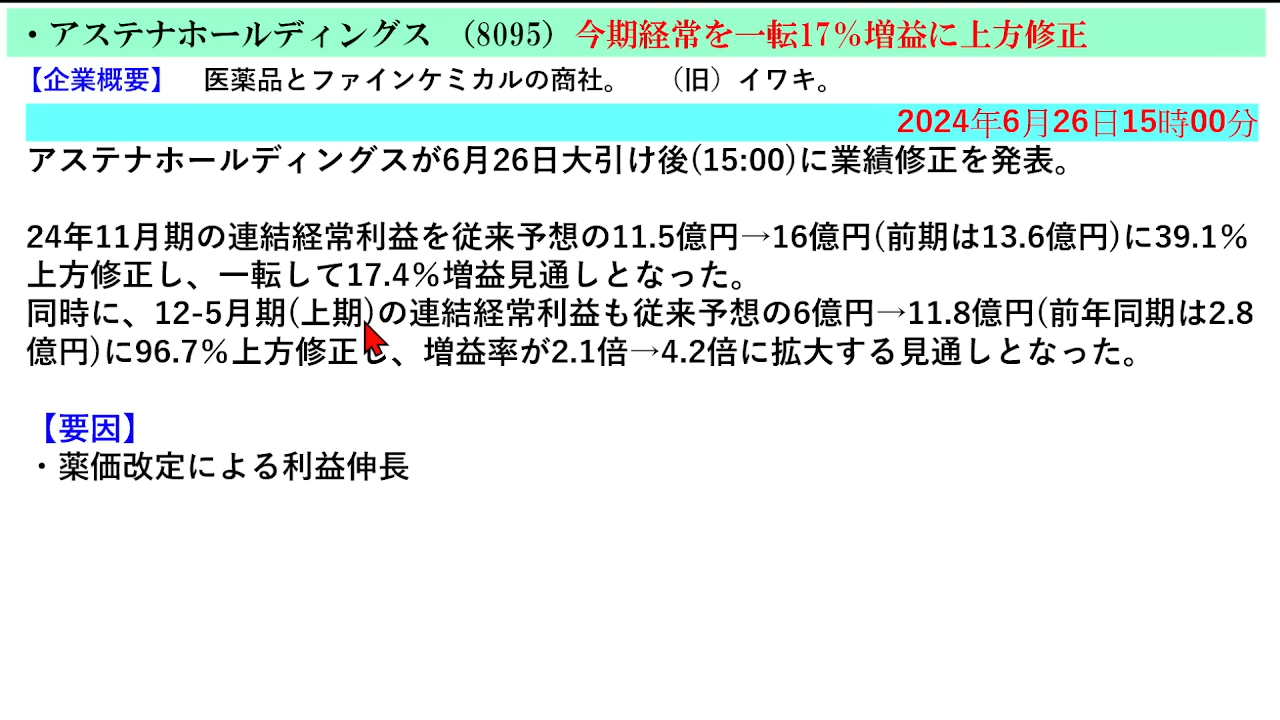 ・アステナホールディングス （8095）今期経常を一転17％増益に上方修正
【企業概要】 医薬品とファインケミカルの商社。 （旧）イワキ。
2024年6月26日15時00分
アステナホールディングスが6月26日大引け後(15:00)に業績修正を発表。
24年11月期の連結経常利益を従来予想の11.5億円→16億円(前期は13.6億円)に39.1％
上方修正し、一転して17.4％増益見通しとなった。
同時に、12-5月期(上期)の連結経常利益も従来予想の6億円→11.8億円(前年同期は2.8
億円)に96.7％上方修正し、増益率が2.1倍→4.2倍に拡大する見通しとなった。
【要因】
・薬価改定による利益伸長